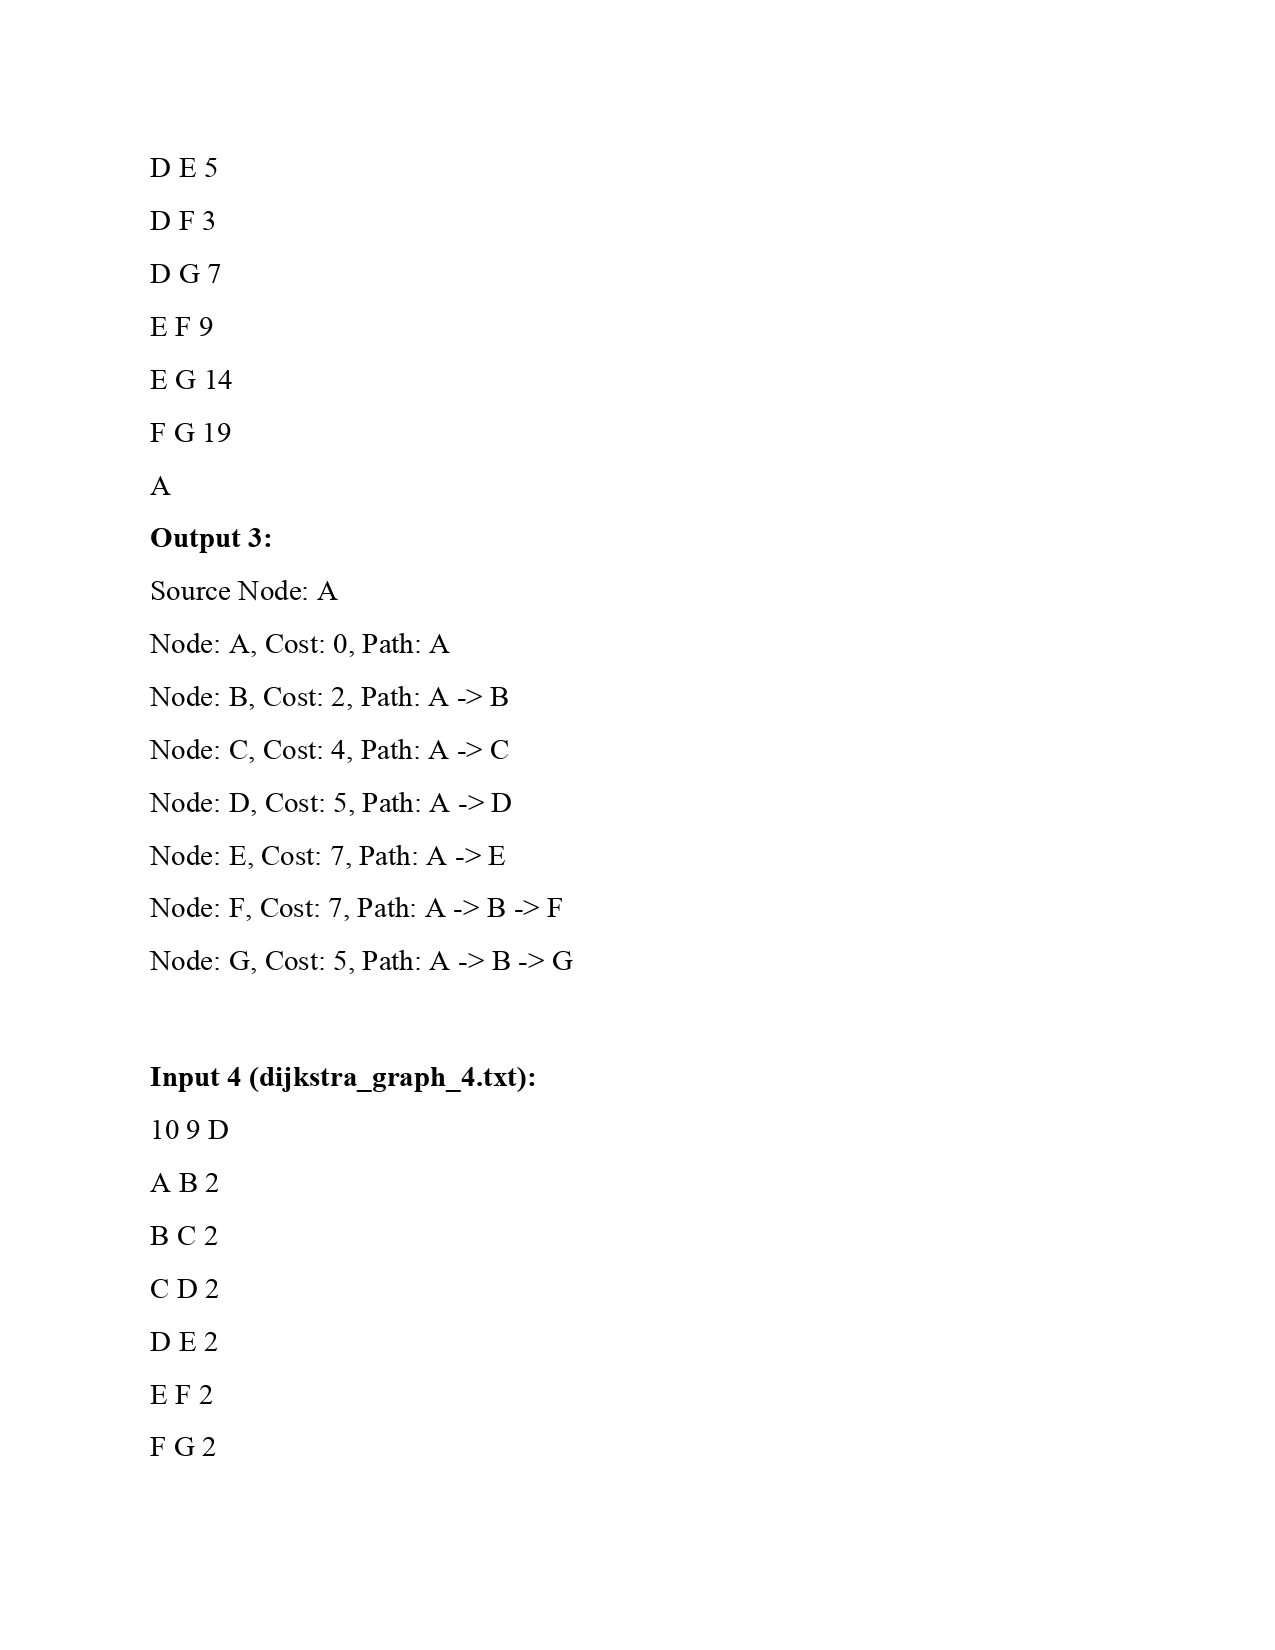 D E 5
D F 3
D G 7
E F 9
E G 14
F G 19
A
Output 3:
Source Node: A
Node: A, Cost: 0, Path: A
Node: B, Cost: 2, Path: A -> B
Node: C, Cost: 4, Path: A -> C
Node: D, Cost: 5, Path: A -> D
Node: E, Cost: 7, Path: A -> E
Node: F, Cost: 7, Path: A -> B -> F
Node: G, Cost: 5, Path: A -> B -> G
Input 4 (dijkstra_graph_4.txt):
10 9 D
A B 2
B C 2
C D 2
D E 2
E F 2
F G 2